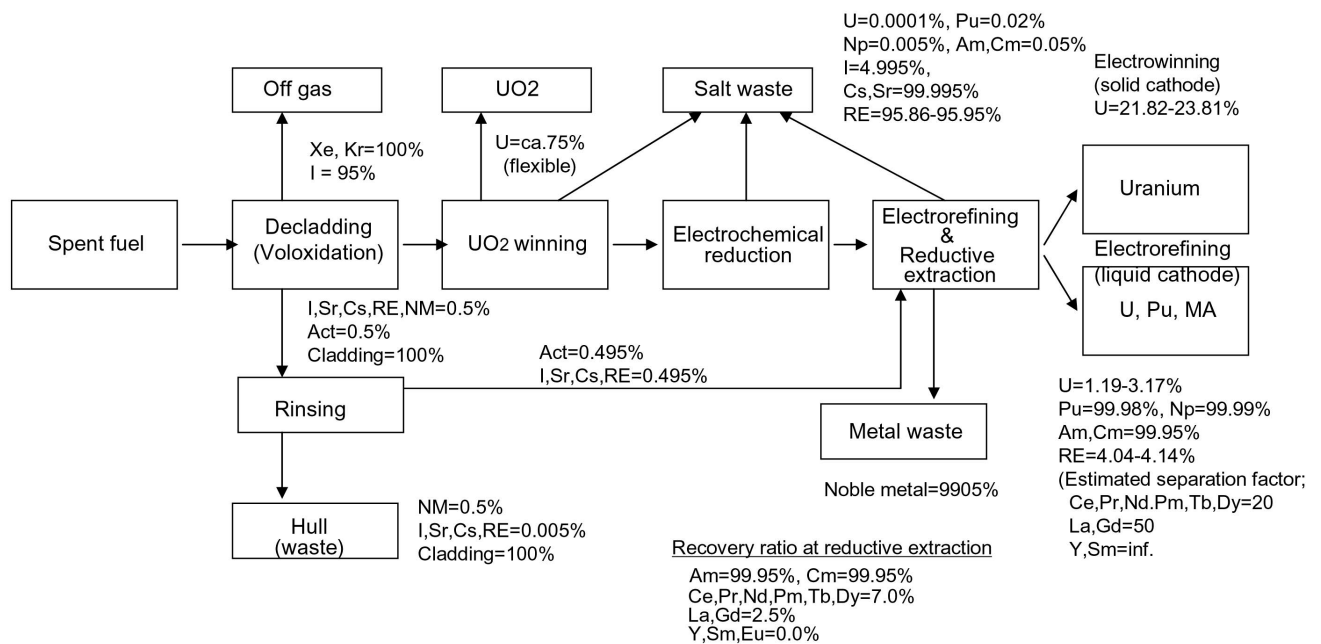 U=0.0001%, Pu=0.02%
Np=0.005%, Am,Cm=0.05%
I=4.995%,
Cs,Sr=99.995%
RE=95.86-95.95%
Electrowinning
(solid cathode)
U=21.82-23.81%
Off gas
UO2
Salt waste
Xe, Kr=100%
I = 95%
U=ca.75%
(flexible)
Uranium
Spent fuel
Decladding
(Voloxidation)
UO2 winning
Electrochemical
reduction
Electrorefining
&
Reductive
extraction
Electrorefining
(liquid cathode)
U, Pu, MA
I,Sr,Cs,RE,NM=0.5%
Act=0.5%
Cladding=100%
Act=0.495%
I,Sr,Cs,RE=0.495%
Rinsing
Metal waste
U=1.19-3.17%
Pu=99.98%, Np=99.99%
Am,Cm=99.95%
RE=4.04-4.14%
(Estimated separation factor;
Ce,Pr,Nd.Pm,Tb,Dy=20
La,Gd=50
Y,Sm=inf.
Noble metal=9905%
Hull
(waste)
NM=0.5%
I,Sr,Cs,RE=0.005%
Cladding=100%
Recovery ratio at reductive extraction
Am=99.95%, Cm=99.95%
Ce,Pr,Nd,Pm,Tb,Dy=7.0%
La,Gd=2.5%
Y,Sm,Eu=0.0%